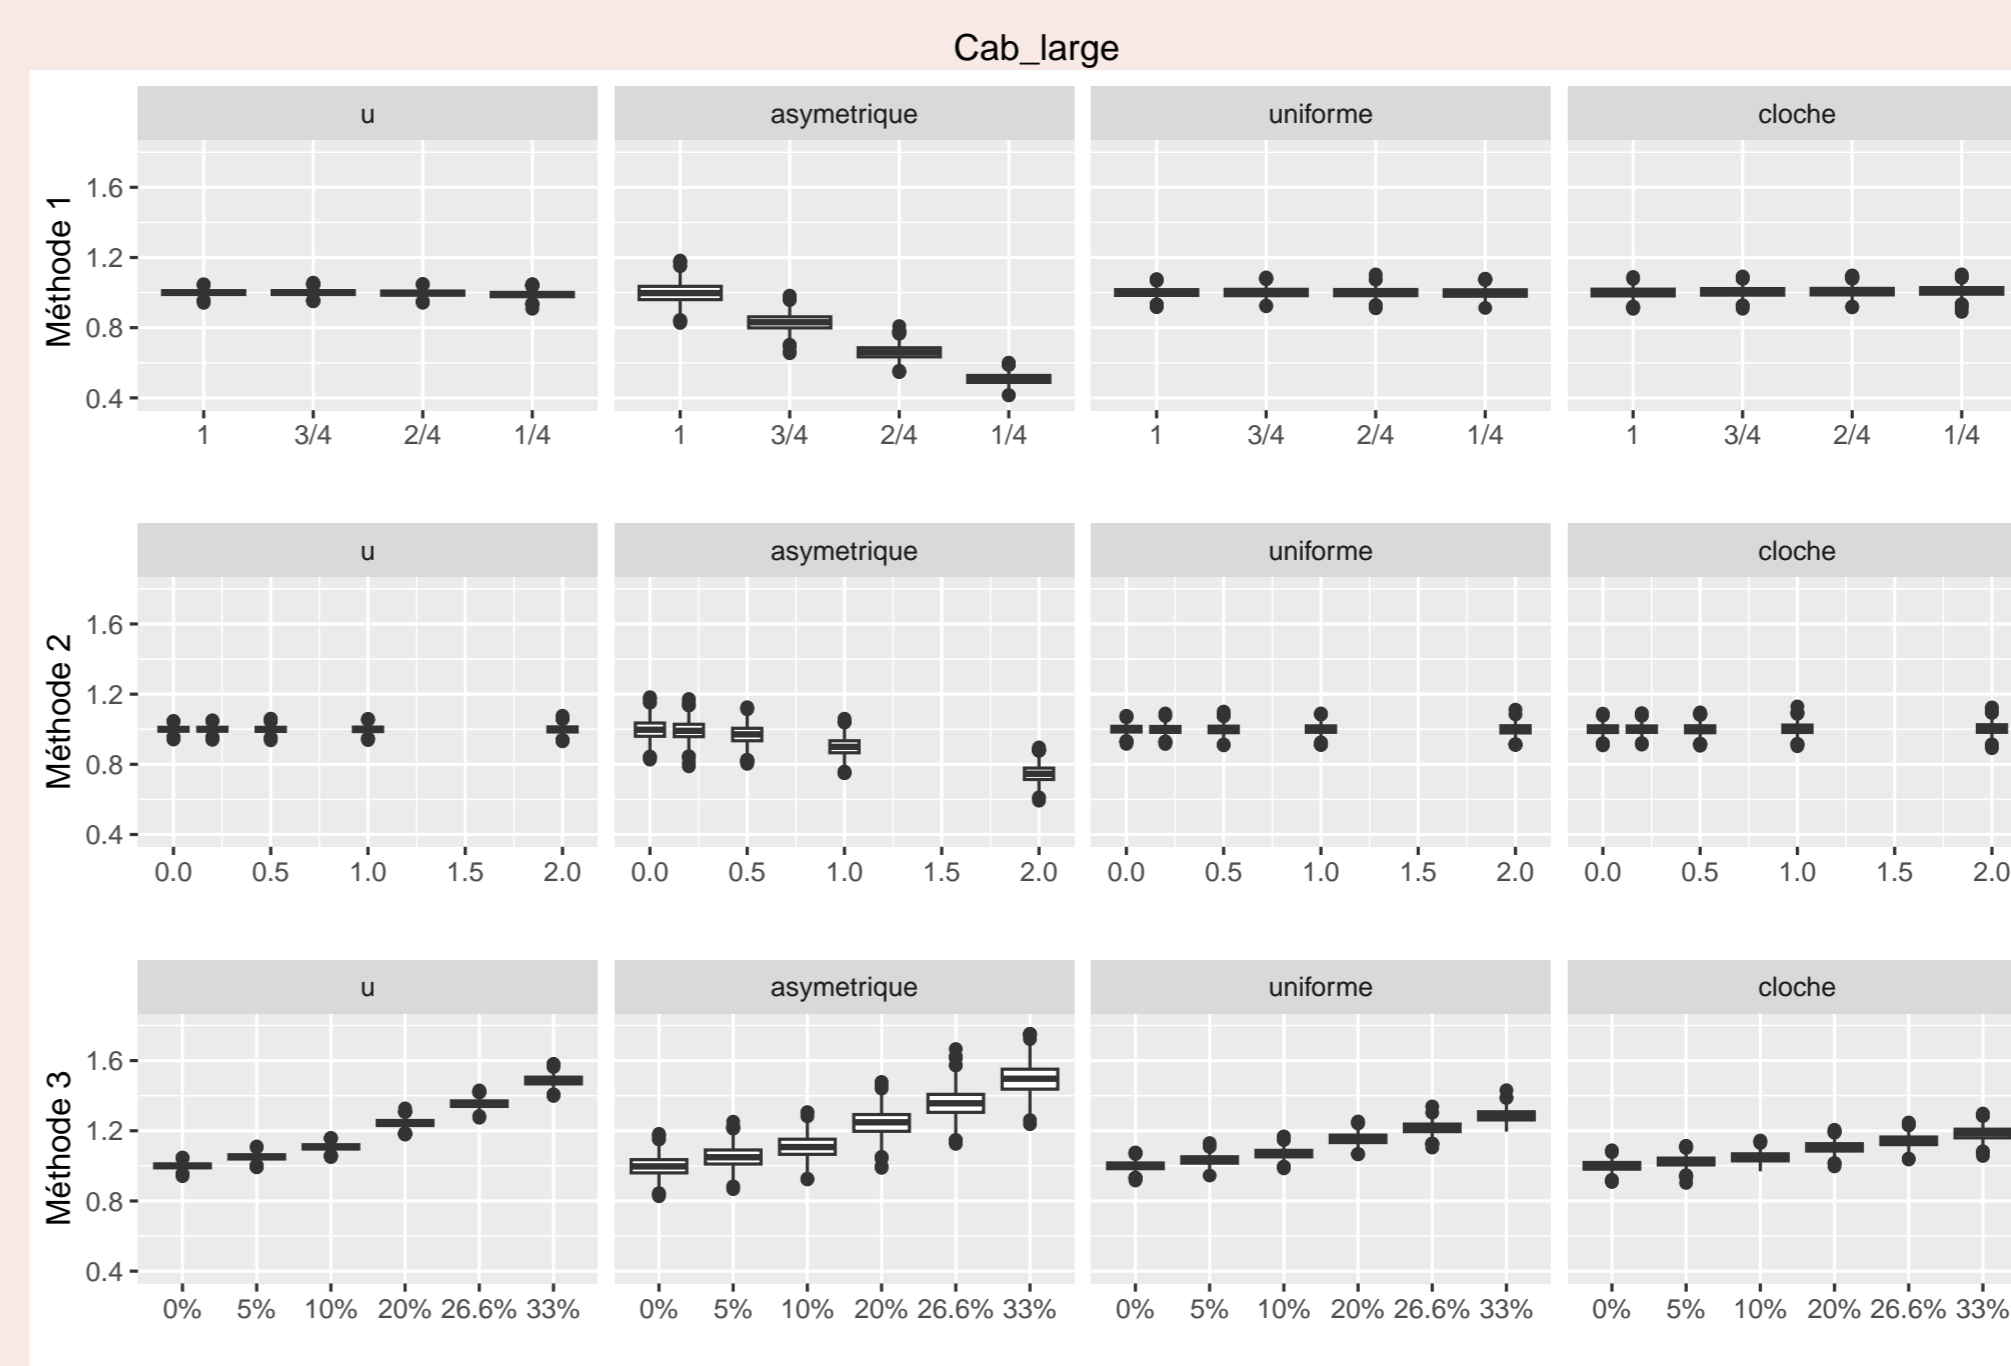 Cab_large
u asymetrique uniforme cloche
Méthode 1
1.6
1.2
0.8
0.4
1 3/4 2/4 1/4 1 3/4 2/4 1/4 1 3/4 2/4 1/4 1 3/4 2/4 1/4
u asymetrique uniforme cloche
Méthode 2
1.6
1.2
0.8
0.4
0.0 0.5 1.0 1.5 2.0 0.0 0.5 1.0 1.5 2.0 0.0 0.5 1.0 1.5 2.0 0.0 0.5 1.0 1.5 2.0
u asymetrique uniforme cloche
Méthode 3
1.6
1.2
0.8
0.4
0% 5% 10% 20% 26.6% 33% 0% 5% 10% 20% 26.6% 33% 0% 5% 10% 20% 26.6% 33% 0% 5% 10% 20% 26.6% 33%